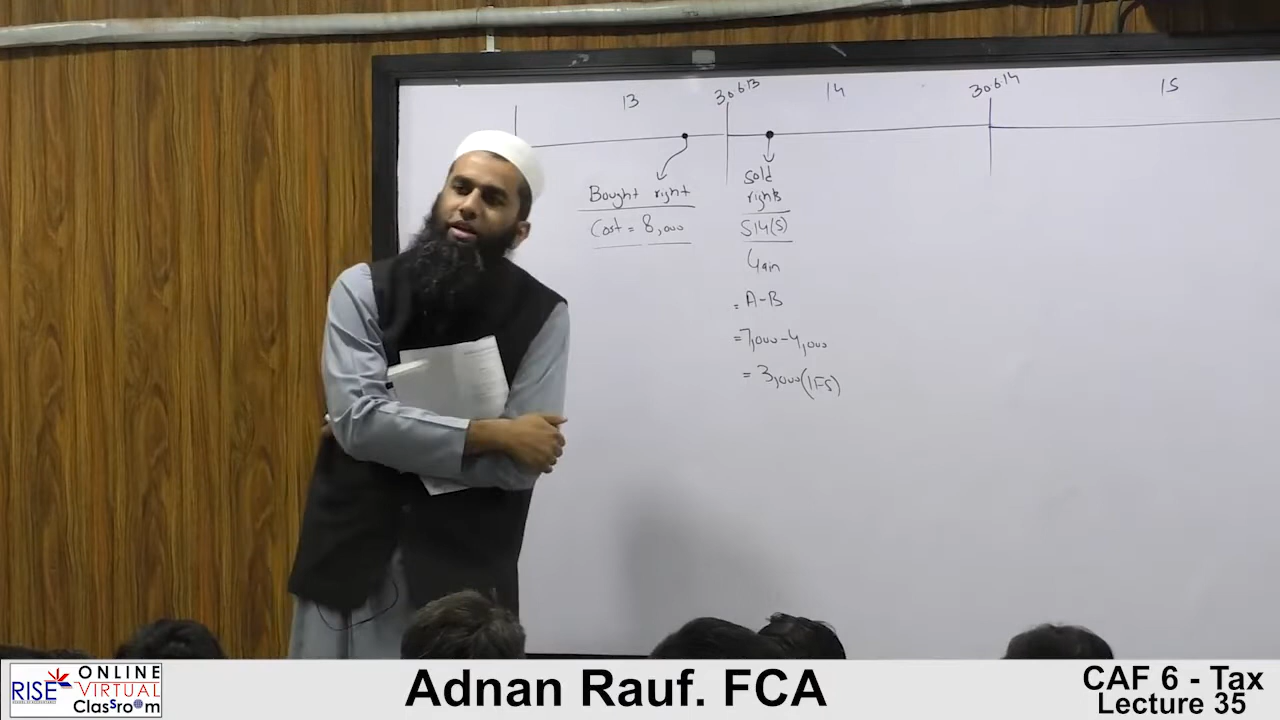 13
30 6 13
14
30 6 14
15
Bought right
Cost = 8,000
Sold
rights
S14(5)
Gain
= A-B
= 7,000 - 4,000
= 3,000 (IFS)
RISE
ONLINE
VIRTUAL
Classroom
Adnan Rauf. FCA
CAF 6 - Tax
Lecture 35